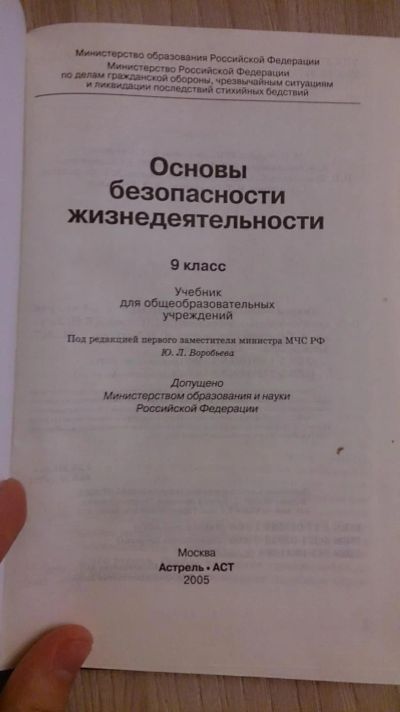 Министерство образования Российской Федерации
Министерство Российской Федерации
по делам гражданской обороны, чрезвычайным ситуациям
и ликвидации последствий стихийных бедствий
Основы
безопасности
жизнедеятельности
9 класс
Учебник
для общеобразовательных
учреждений
Под редакцией первого заместителя министра МЧС РФ
Ю. Л. Воробьева
Допущено
Министерством образования и науки
Российской Федерации
Москва
Астрель • АСТ
2005